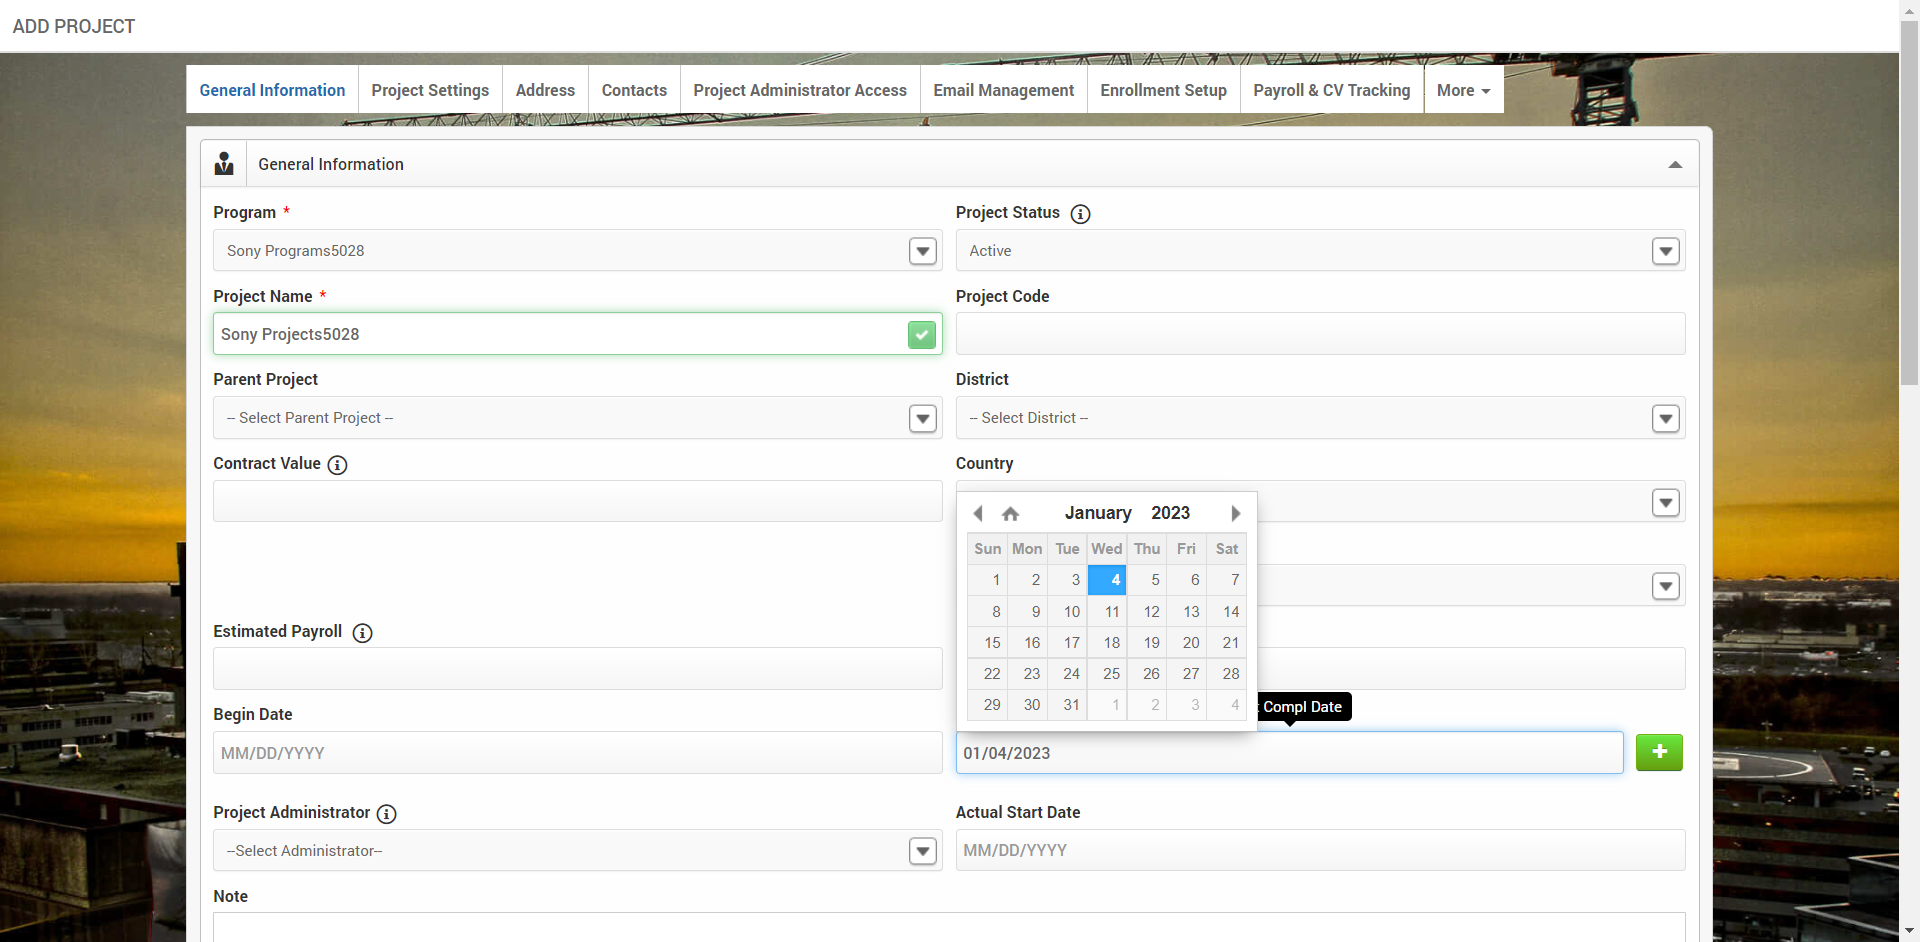 ADD PROJECT
General Information
Project Settings
Address
Contacts
Project Administrator Access
Email Management
Enrollment Setup
Payroll & CV Tracking
More
General Information
Program *
Project Status
Sony Programs5028
Active
Project Name *
Project Code
Sony Projects5028
Parent Project
District
-- Select Parent Project --
-- Select District --
Contract Value
Country
January 2023
Sun Mon Tue Wed Thu Fri Sat
1 2 3 4 5 6 7
8 9 10 11 12 13 14
15 16 17 18 19 20 21
22 23 24 25 26 27 28
29 30 31 1 2 3 4
Estimated Payroll
Begin Date
Compl Date
MM/DD/YYYY
01/04/2023
Project Administrator
Actual Start Date
--Select Administrator--
MM/DD/YYYY
Note